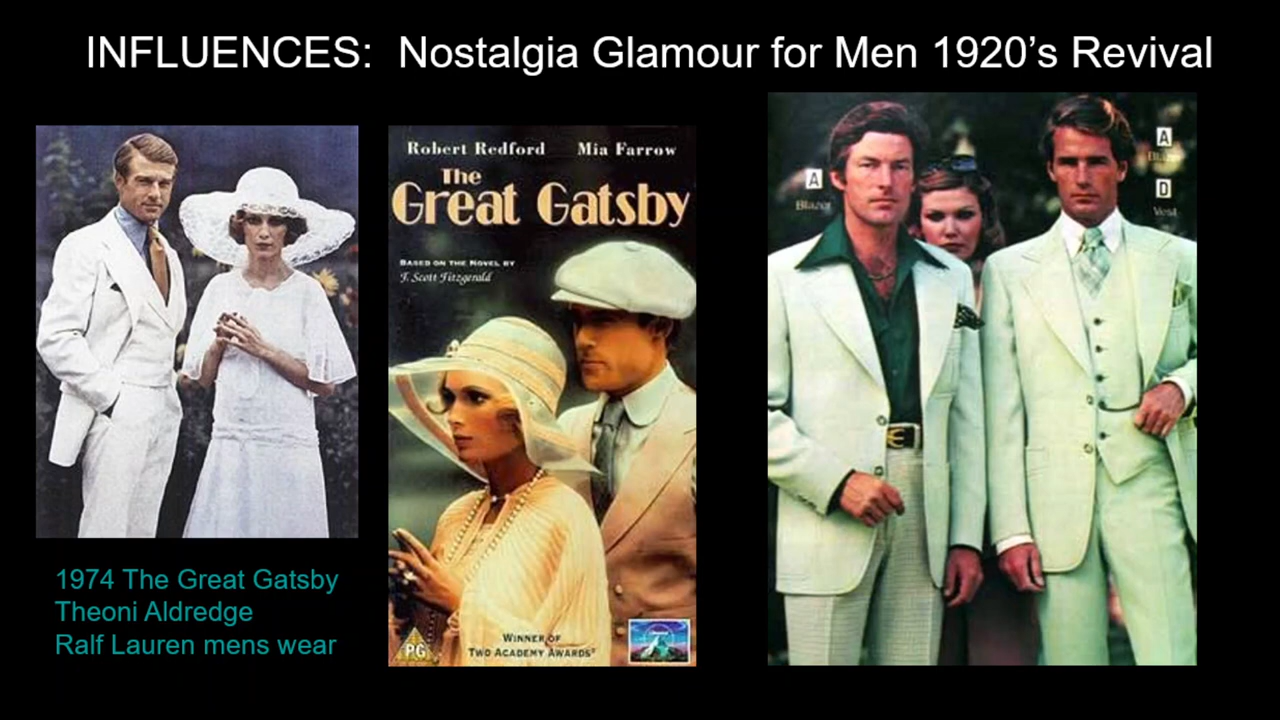 INFLUENCES:  Nostalgia Glamour for Men 1920’s Revival
Robert Redford Mia Farrow
The
Great Gatsby
BASED ON THE NOVEL BY
F. Scott Fitzgerald
WINNER OF
TWO ACADEMY AWARDS
PG
A
Blazer
A
Blazer
D
Vest
1974 The Great Gatsby
Theoni Aldredge
Ralf Lauren mens wear